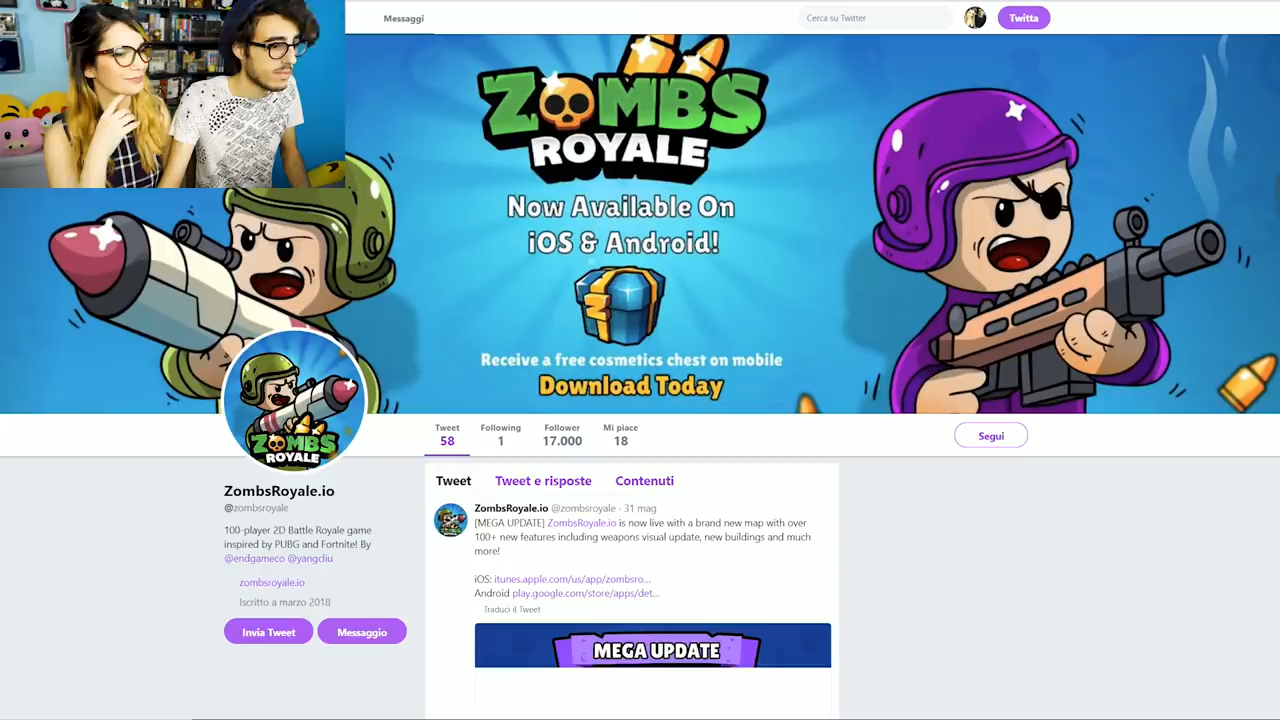 Messaggi
Cerca su Twitter
Twitta
ZOMBS
ROYALE
Now Available On
iOS & Android!
Receive a free cosmetics chest on mobile
Download Today
ZOMBS
ROYALE
Tweet
58
Following
1
Follower
17.000
Mi piace
18
Segui
ZombsRoyale.io
@zombsroyale
100-player 2D Battle Royale game
inspired by PUBG and Fortnite! By
@endgameco @yangcliu
zombsroyale.io
Iscritto a marzo 2018
Invia Tweet
Messaggio
Tweet
Tweet e risposte
Contenuti
ZombsRoyale.io @zombsroyale · 31 mag
[MEGA UPDATE] ZombsRoyale.io is now live with a brand new map with over
100+ new features including weapons visual update, new buildings and much
more!
iOS: itunes.apple.com/us/app/zombsro...
Android play.google.com/store/apps/det...
Traduci il Tweet
MEGA UPDATE